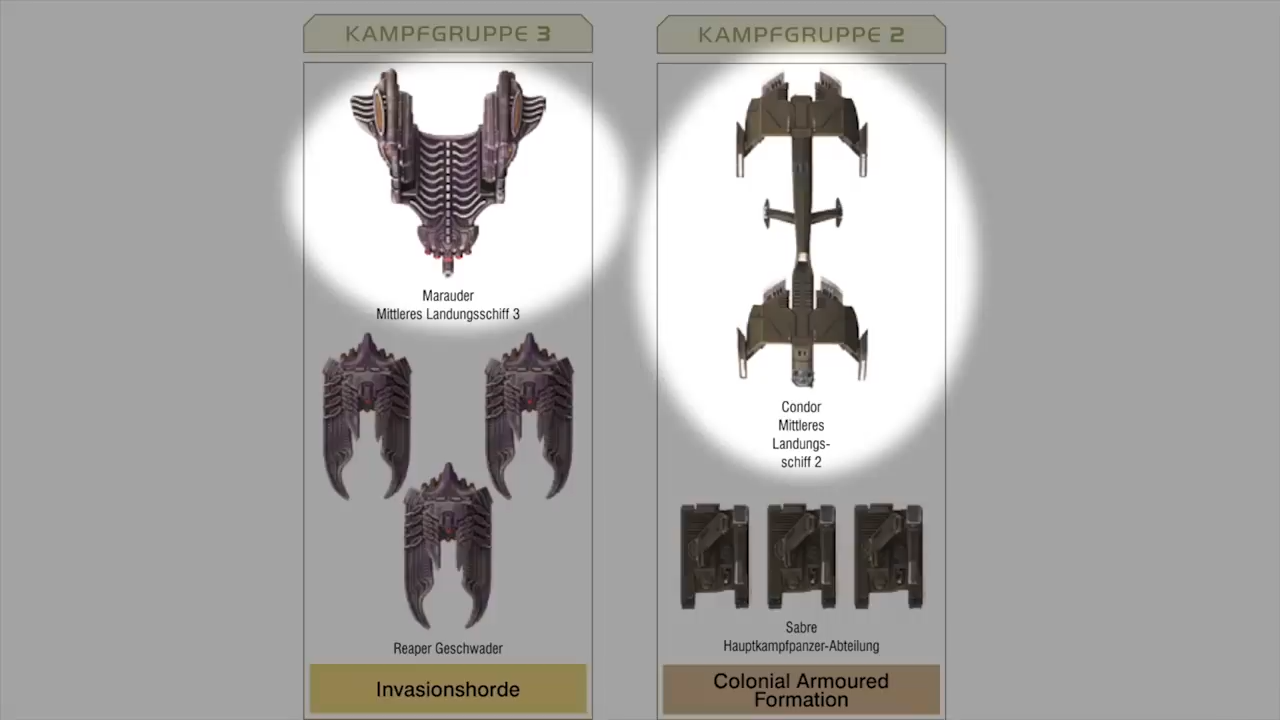 KAMPFGRUPPE 3
Marauder
Mittleres Landungsschiff 3
Reaper Geschwader
Invasionshorde
KAMPFGRUPPE 2
Condor
Mittleres
Landungs-
schiff 2
Sabre
Hauptkampfpanzer-Abteilung
Colonial Armoured
Formation